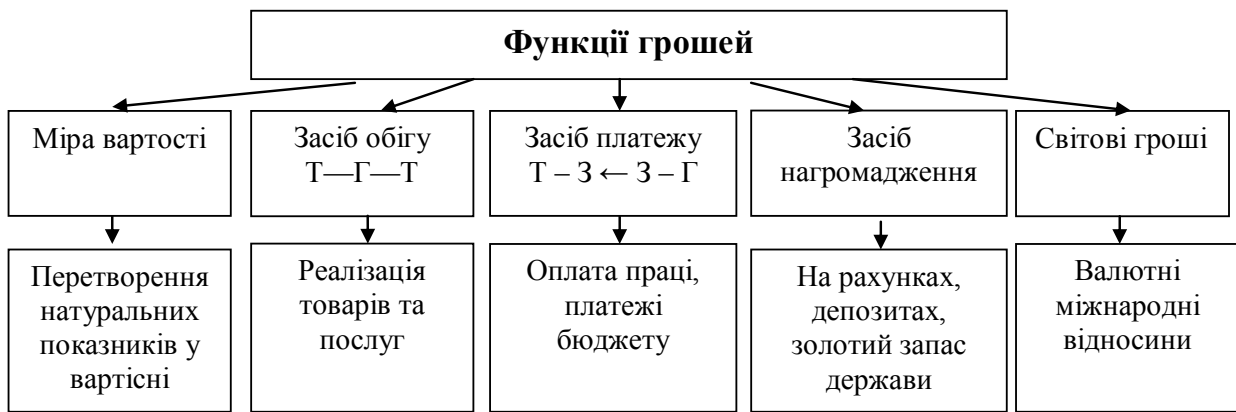 Функції грошей
Міра вартості
Засіб обігу
Т—Г—Т
Засіб платежу
Т – З ← З – Г
Засіб
нагромадження
Світові гроші
Перетворення
натуральних
показників у
вартісні
Реалізація
товарів та
послуг
Оплата праці,
платежі
бюджету
На рахунках,
депозитах,
золотий запас
держави
Валютні
міжнародні
відносини